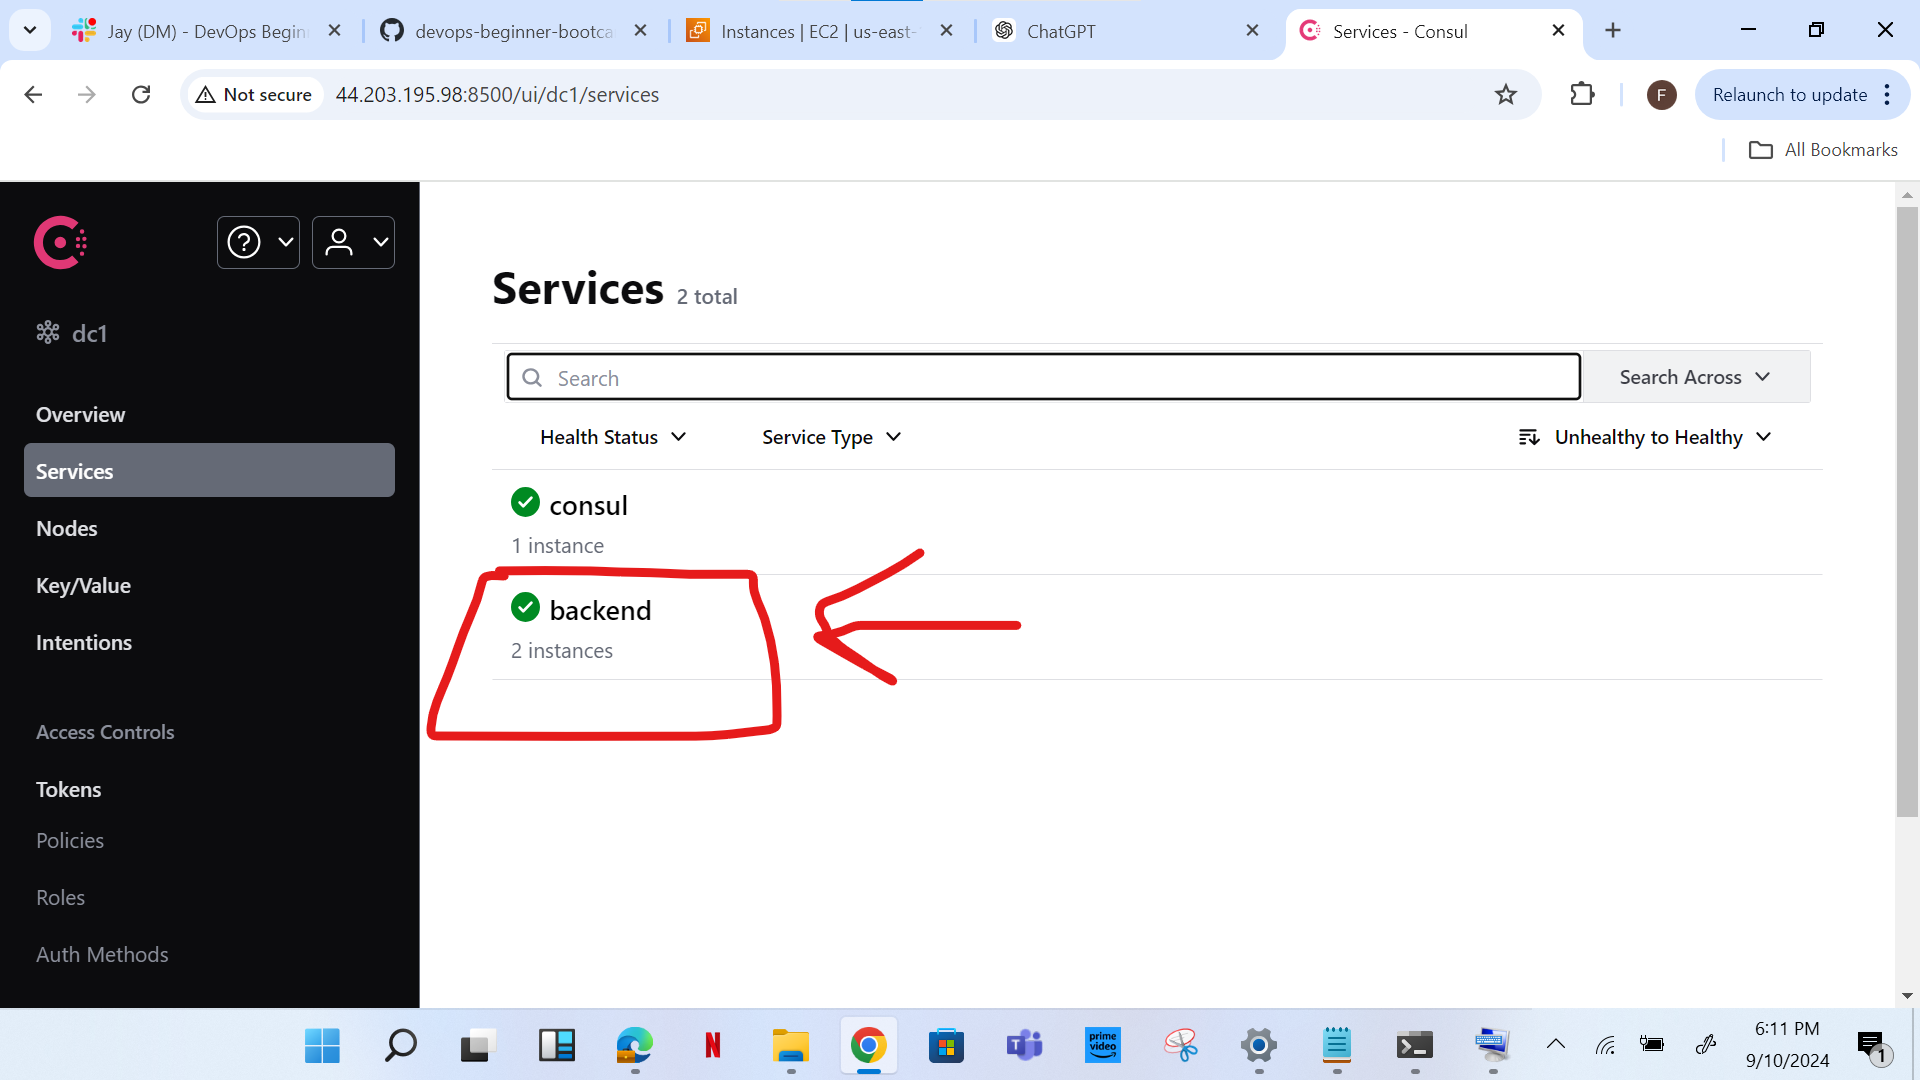 Jay (DM) - DevOps Begin
devops-beginner-bootca
Instances | EC2 | us-east-
ChatGPT
Services - Consul
Not secure
44.203.195.98:8500/ui/dc1/services
F
Relaunch to update
All Bookmarks
dc1
Overview
Services
Nodes
Key/Value
Intentions
Access Controls
Tokens
Policies
Roles
Auth Methods
Services 2 total
Search
Search Across
Health Status
Service Type
Unhealthy to Healthy
consul
1 instance
backend
2 instances
prime video
6:11 PM
9/10/2024
1